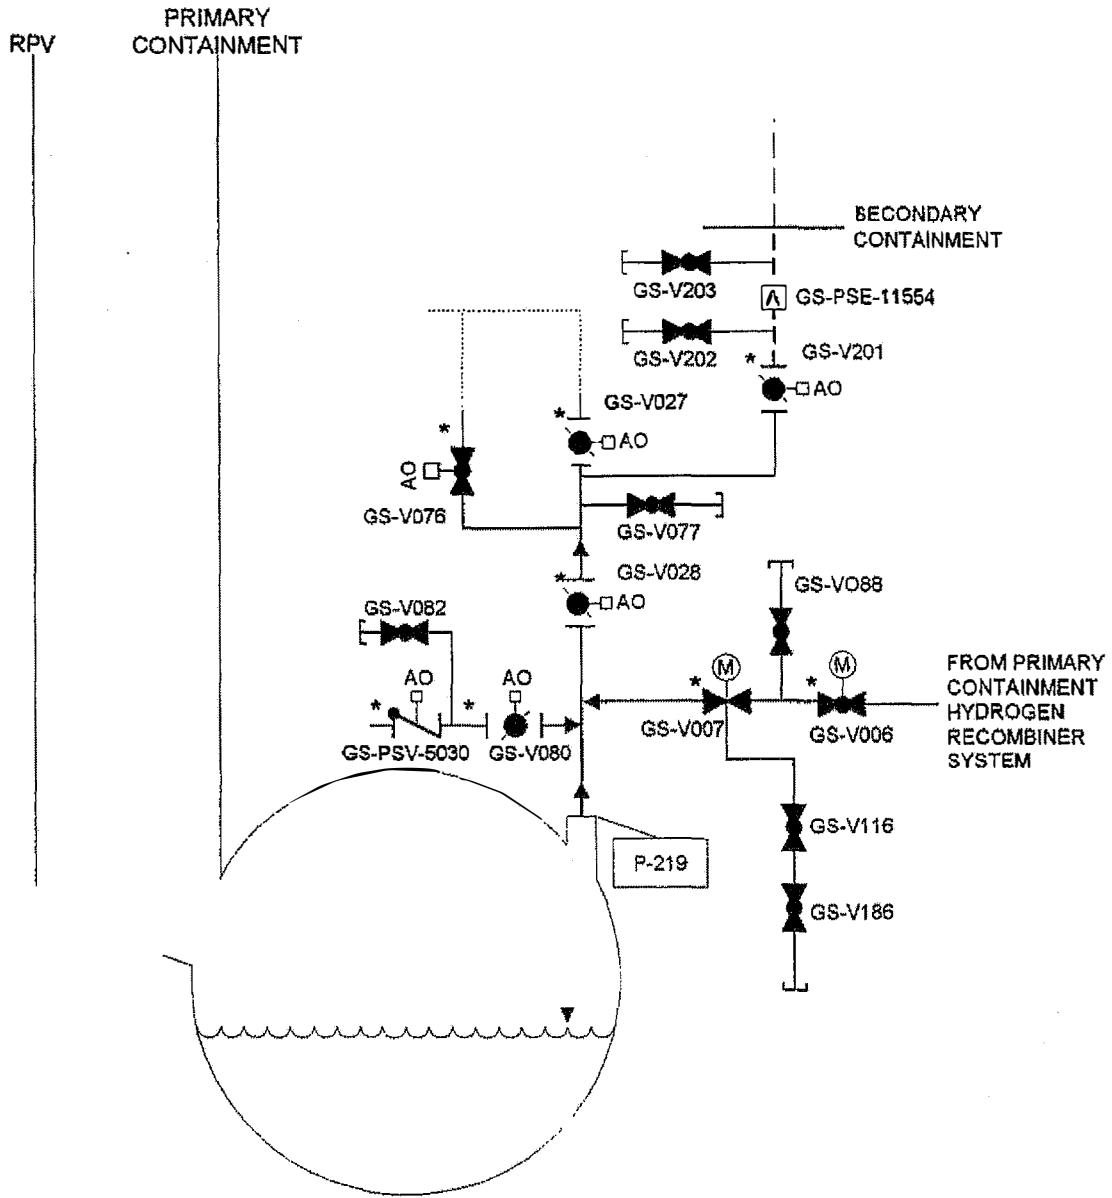 PRIMARY
CONTAINMENT
RPV
SECONDARY
CONTAINMENT
GS-V203
GS-PSE-11554
GS-V202
* GS-V201
AO
GS-V027
*
AO
*
AO
GS-V076
GS-V077
GS-V028
*
AO
GS-VO88
GS-V082
FROM PRIMARY
CONTAINMENT
HYDROGEN
RECOMBINER
SYSTEM
M
M
*
*
GS-V007
GS-V006
AO
AO
*
*
GS-PSV-5030
GS-V080
GS-V116
P-219
GS-V186